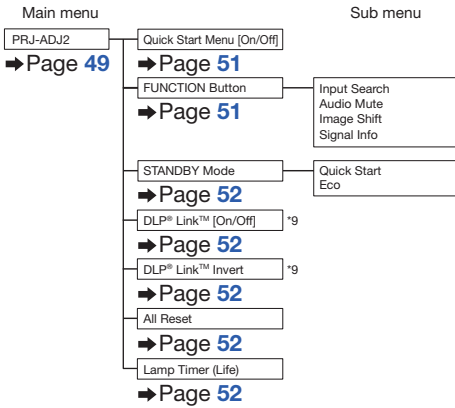 Main menu
Sub menu
PRJ-ADJ2
➡Page 49
Quick Start Menu [On/Off]
➡Page 51
FUNCTION Button
➡Page 51
Input Search
Audio Mute
Image Shift
Signal Info
STANDBY Mode
➡Page 52
Quick Start
Eco
DLP® Link™ [On/Off] *9
➡Page 52
DLP® Link™ Invert *9
➡Page 52
All Reset
➡Page 52
Lamp Timer (Life)
➡Page 52